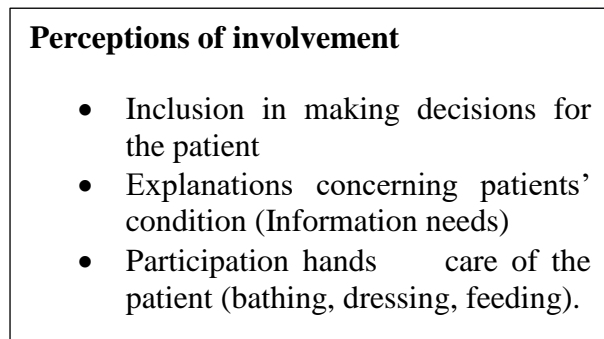 Perceptions of involvement
• Inclusion in making decisions for
the patient
• Explanations concerning patients’
condition (Information needs)
• Participation hands care of the
patient (bathing, dressing, feeding).